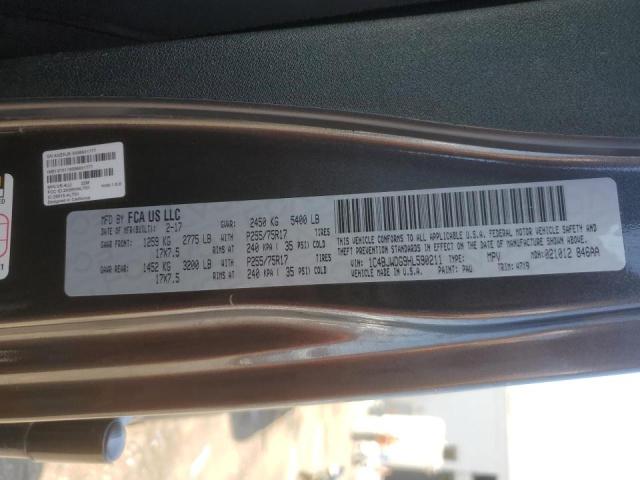 MFD BY FCA US LLC
DATE OF MFR(BUILT): 2-17 GVWR: 2450 KG 5400 LB
GAWR FRONT: 1259 KG 2775 LB WITH P255/75R17 TIRES
17X7.5 RIMS AT 240 KPA ( 35 PSI) COLD
GAWR REAR: 1452 KG 3200 LB WITH P255/75R17 TIRES
17X7.5 RIMS AT 240 KPA ( 35 PSI) COLD
THIS VEHICLE CONFORMS TO ALL APPLICABLE U.S.A. FEDERAL MOTOR VEHICLE SAFETY AND
THEFT PREVENTION STANDARDS IN EFFECT ON THE DATE OF MANUFACTURE SHOWN ABOVE.
VIN: 1C4BJWDG9HL590211 TYPE: MPV MDH: 021012 846AA
VEHICLE MADE IN U.S.A. PAINT: PAU TRIM: X7T9